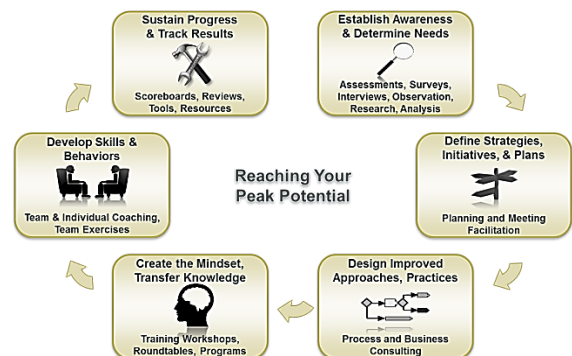 Sustain Progress
& Track Results
Scoreboards, Reviews,
Tools, Resources
Establish Awareness
& Determine Needs
Assessments, Surveys,
Interviews, Observation,
Research, Analysis
Develop Skills &
Behaviors
Team & Individual Coaching,
Team Exercises
Reaching Your
Peak Potential
Define Strategies,
Initiatives, & Plans
Planning and Meeting
Facilitation
Create the Mindset,
Transfer Knowledge
Training Workshops,
Roundtables, Programs
Design Improved
Approaches, Practices
Process and Business
Consulting